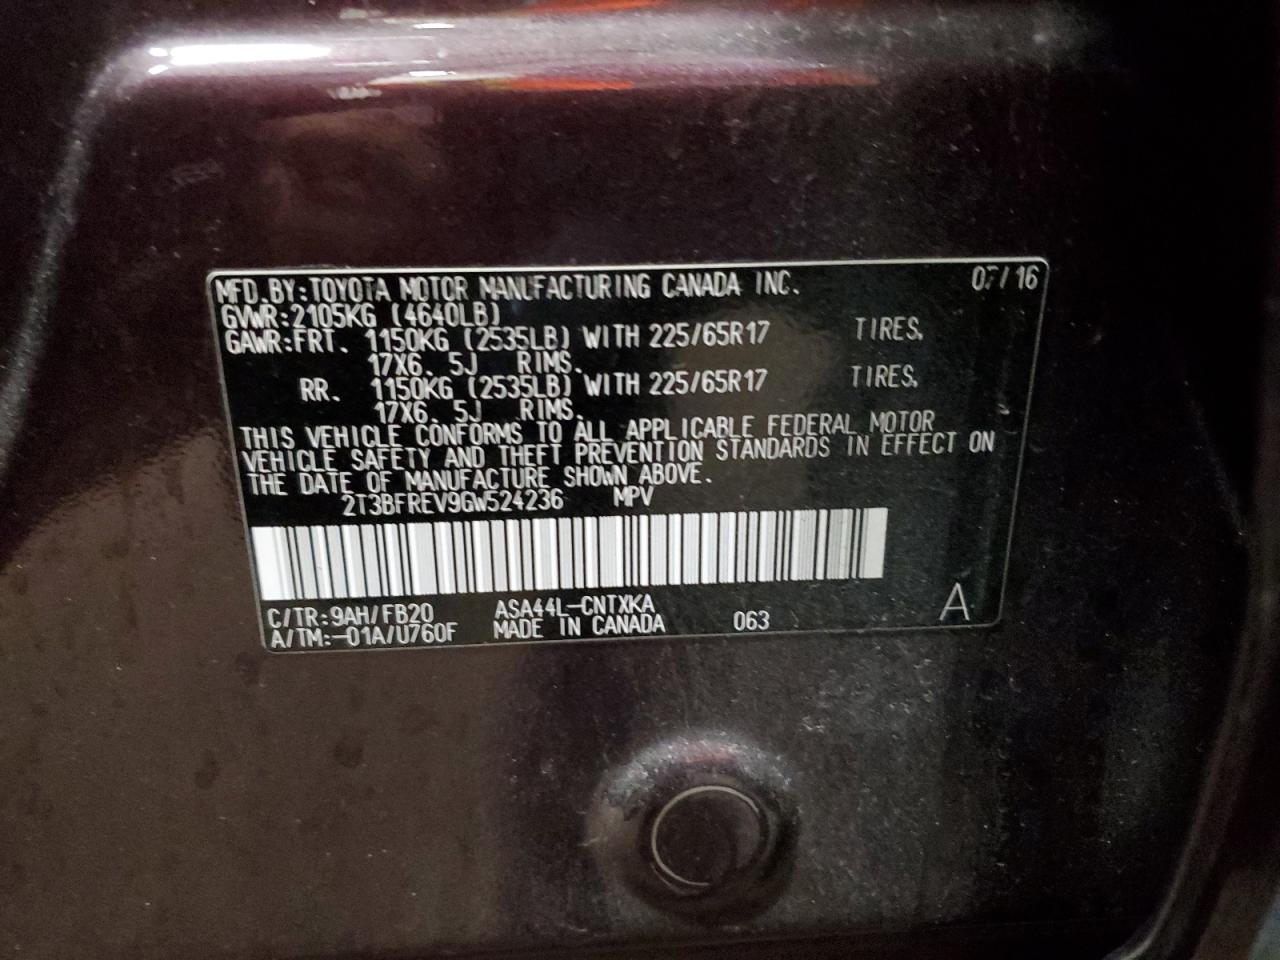 MFD.BY:TOYOTA MOTOR MANUFACTURING CANADA INC. 07/16
GVWR:2105KG (4640LB)
GAWR:FRT. 1150KG (2535LB) WITH 225/65R17 TIRES,
17X6.5J RIMS.
RR. 1150KG (2535LB) WITH 225/65R17 TIRES,
17X6.5J RIMS.
THIS VEHICLE CONFORMS TO ALL APPLICABLE FEDERAL MOTOR
VEHICLE SAFETY AND THEFT PREVENTION STANDARDS IN EFFECT ON
THE DATE OF MANUFACTURE SHOWN ABOVE.
2T3BFREV9GW524236 MPV
C/TR:9AH/FB20 ASA44L-CNTXKA
A/TM:-01A/U760F MADE IN CANADA 063 A